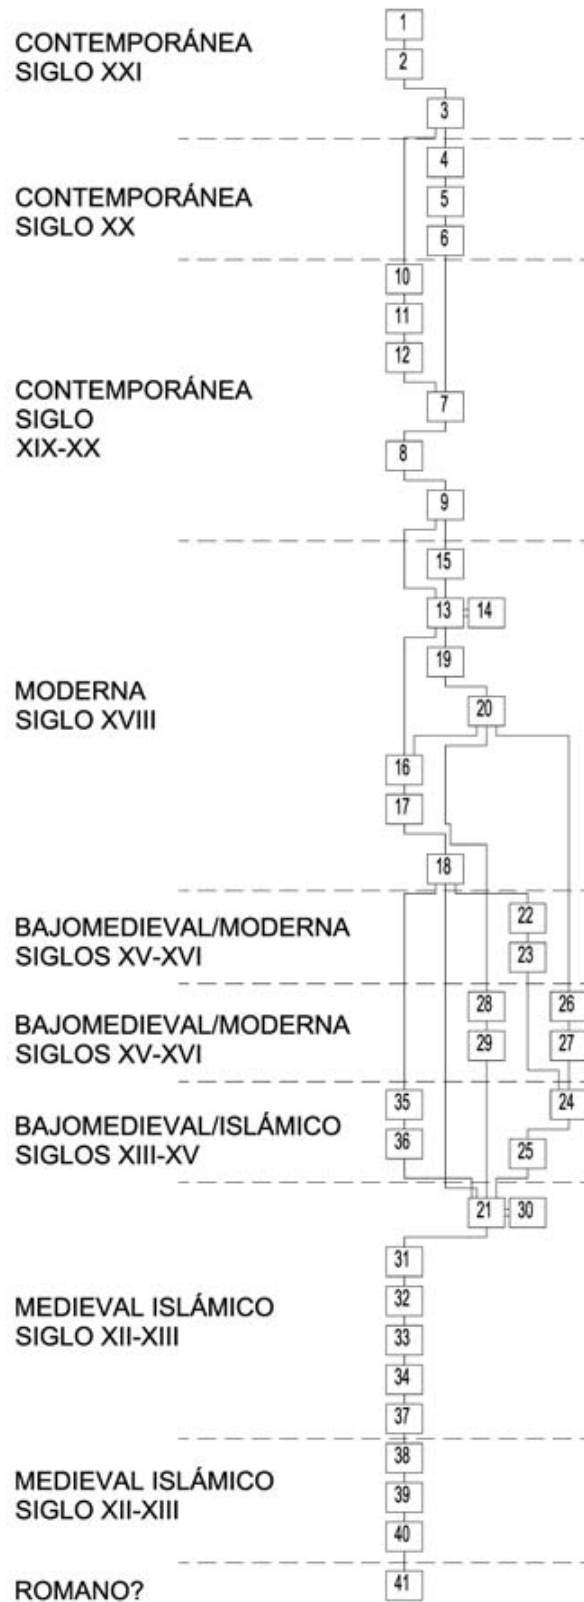 CONTEMPORÁNEA
SIGLO XXI
1
2
3
CONTEMPORÁNEA
SIGLO XX
4
5
6
CONTEMPORÁNEA
SIGLO
XIX-XX
10
11
12
7
8
9
MODERNA
SIGLO XVIII
15
13 14
19
20
16
17
18
BAJOMEDIEVAL/MODERNA
SIGLOS XV-XVI
22
23
BAJOMEDIEVAL/MODERNA
SIGLOS XV-XVI
28 26
29 27
BAJOMEDIEVAL/ISLÁMICO
SIGLOS XIII-XV
35 24
36 25
MEDIEVAL ISLÁMICO
SIGLO XII-XIII
21 30
31
32
33
34
37
MEDIEVAL ISLÁMICO
SIGLO XII-XIII
38
39
40
ROMANO?
41